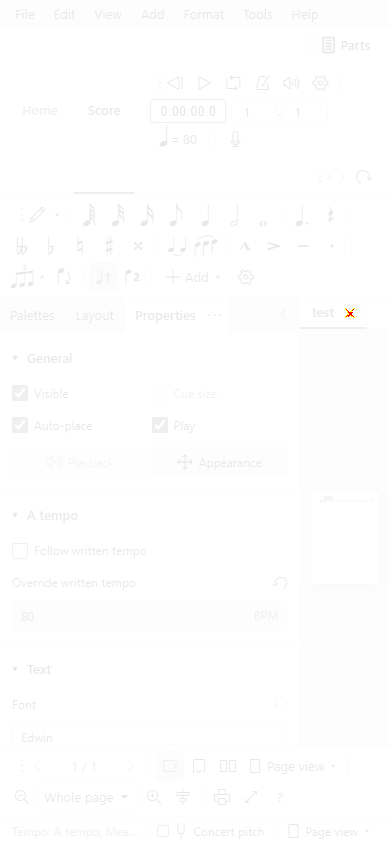 File Edit View Add Format Tools Help
Parts
Home Score
0:00:00.0 1 . 1
= 80
1 2 Add
Palettes Layout Properties ··· test
General
Visible Cue size
Auto-place Play
Playback Appearance
A tempo
Follow written tempo
Override written tempo
80 BPM
Text
Font
Edwin
1 / 1 Page view
Whole page ?
Tempo: A tempo; Mea... Concert pitch Page view